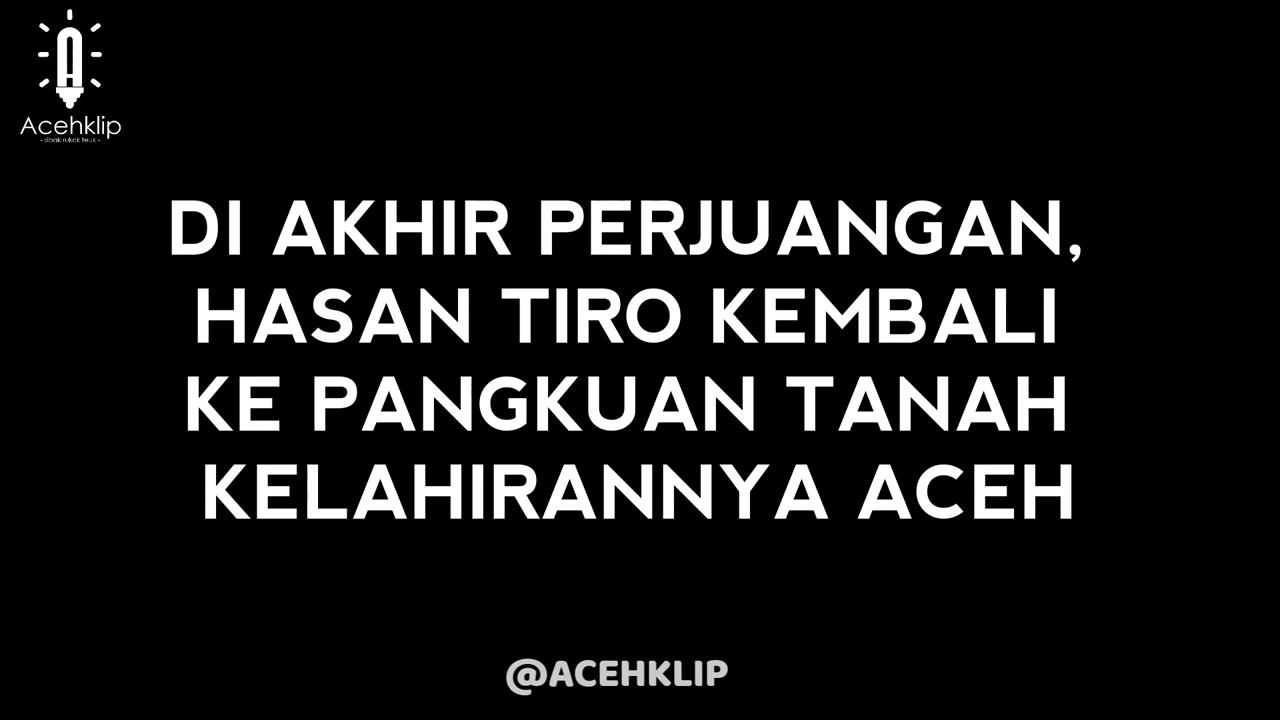 Acehklip
DI AKHIR PERJUANGAN,
HASAN TIRO KEMBALI
KE PANGKUAN TANAH
KELAHIRANNYA ACEH
@ACEHKLIP